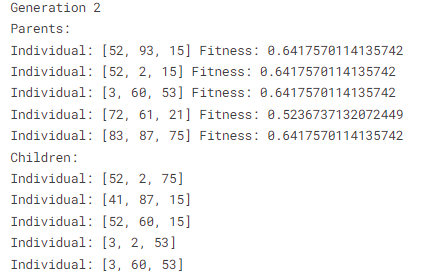 Generation 2
Parents:
Individual: [52, 93, 15] Fitness: 0.6417570114135742
Individual: [52, 2, 15] Fitness: 0.6417570114135742
Individual: [3, 60, 53] Fitness: 0.6417570114135742
Individual: [72, 61, 21] Fitness: 0.5236737132072449
Individual: [83, 87, 75] Fitness: 0.6417570114135742
Children:
Individual: [52, 2, 75]
Individual: [41, 87, 15]
Individual: [52, 60, 15]
Individual: [3, 2, 53]
Individual: [3, 60, 53]